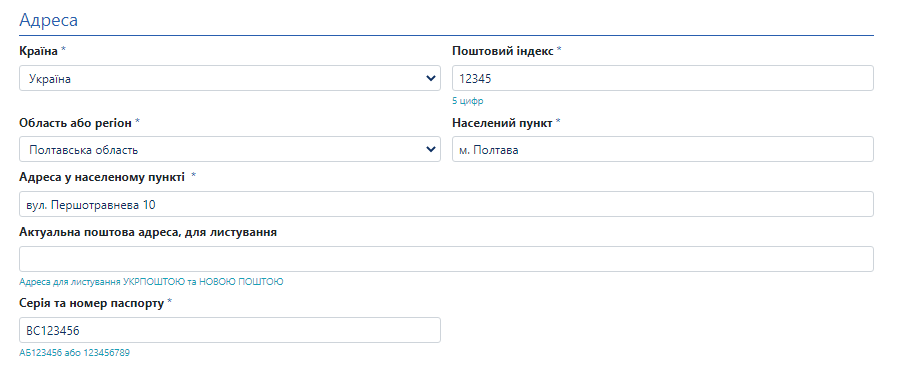 Адреса
Країна *
Поштовий індекс *
Україна
12345
5 цифр
Область або регіон *
Населений пункт *
Полтавська область
м. Полтава
Адреса у населеному пункті *
вул. Першотравнева 10
Актуальна поштова адреса, для листування
Адреса для листування УКРПОШТОЮ та НОВОЮ ПОШТОЮ
Серія та номер паспорту *
ВС123456
АБ123456 або 123456789